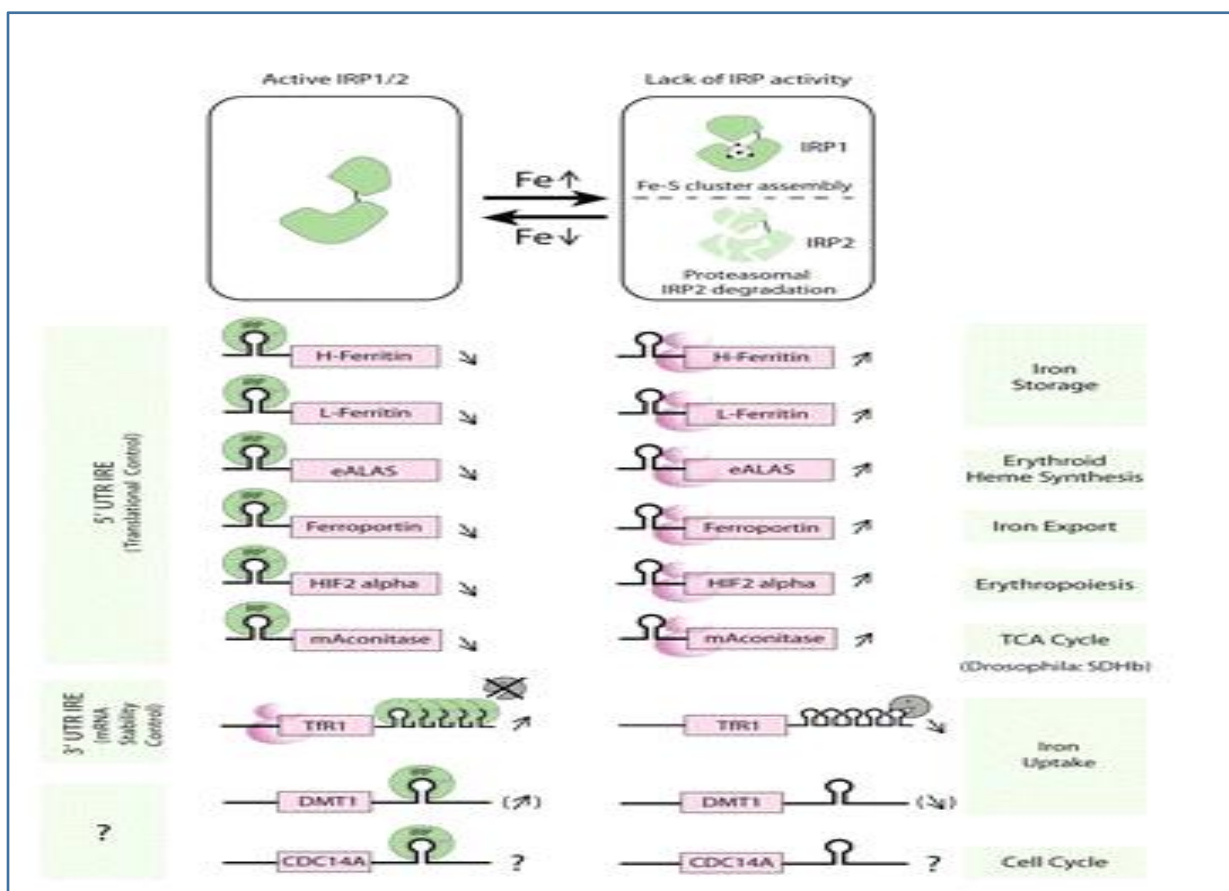 Active IRP1/2
Lack of IRP activity
IRP1
Fe-S cluster assembly
IRP2
Proteasomal
IRP2 degradation
Fe↑
Fe↓
5' UTR IRE
(Translational Control)
H-Ferritin ↘
H-Ferritin ↗
Iron
Storage
L-Ferritin ↘
L-Ferritin ↗
eALAS ↘
eALAS ↗
Erythroid
Heme Synthesis
Ferroportin ↘
Ferroportin ↗
Iron Export
HIF2 alpha ↘
HIF2 alpha ↗
Erythropoiesis
mAconitase ↘
mAconitase ↗
TCA Cycle
(Drosophila: SDHb)
3' UTR IRE
(mRNA
Stability
Control)
TfR1 ↗
TfR1 ↘
Iron
Uptake
?
DMT1 (↗)
DMT1 (↘)
CDC14A ?
CDC14A ?
Cell Cycle